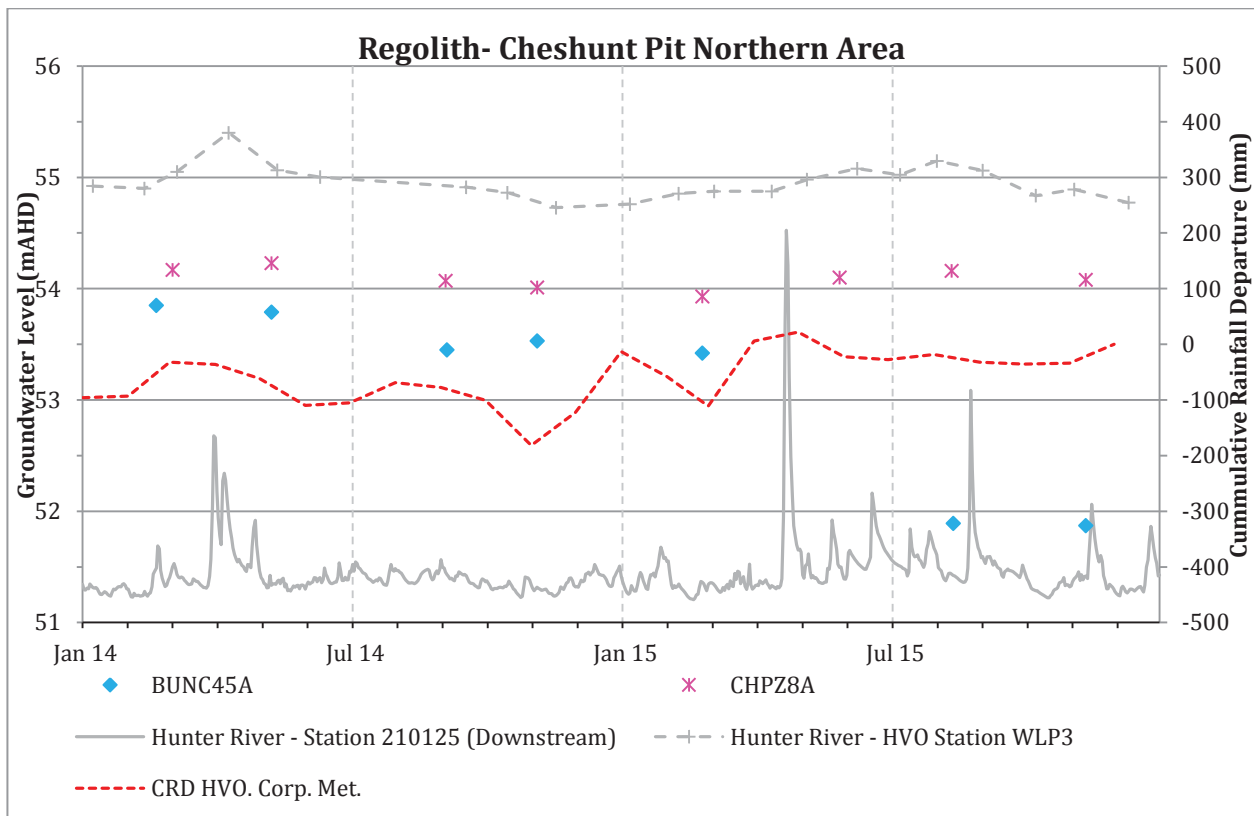 Regolith- Cheshunt Pit Northern Area
Groundwater Level (mAHD)
56
55
54
53
52
51
Cummulative Rainfall Departure (mm)
500
400
300
200
100
0
-100
-200
-300
-400
-500
Jan 14 Jul 14 Jan 15 Jul 15
BUNC45A CHPZ8A
Hunter River - Station 210125 (Downstream) Hunter River - HVO Station WLP3
CRD HVO. Corp. Met.